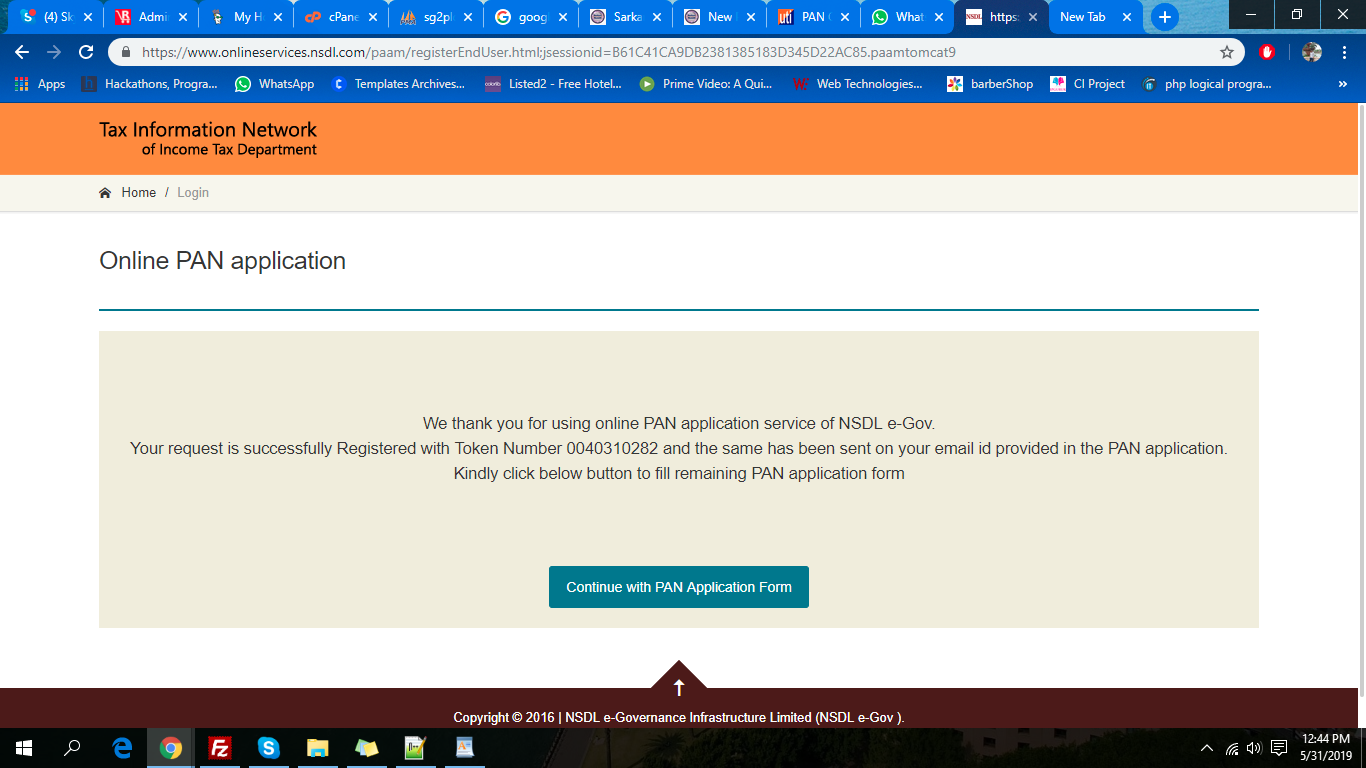 (4) Sk
Admi
My H
cPane
sg2pl
googl
Sarka
New
PAN
What
NSDL
https:
New Tab
https://www.onlineservices.nsdl.com/paam/registerEndUser.html;jsessionid=B61C41CA9DB2381385183D345D22AC85.paamtomcat9
Apps
Hackathons, Progra...
WhatsApp
Templates Archives...
Listed2 - Free Hotel...
Prime Video: A Qui...
Web Technologies...
barberShop
CI Project
php logical progra...
»
Tax Information Network
of Income Tax Department
Home / Login
Online PAN application
We thank you for using online PAN application service of NSDL e-Gov.
Your request is successfully Registered with Token Number 0040310282 and the same has been sent on your email id provided in the PAN application.
Kindly click below button to fill remaining PAN application form
Continue with PAN Application Form
Copyright © 2016 | NSDL e-Governance Infrastructure Limited (NSDL e-Gov ).
12:44 PM
5/31/2019